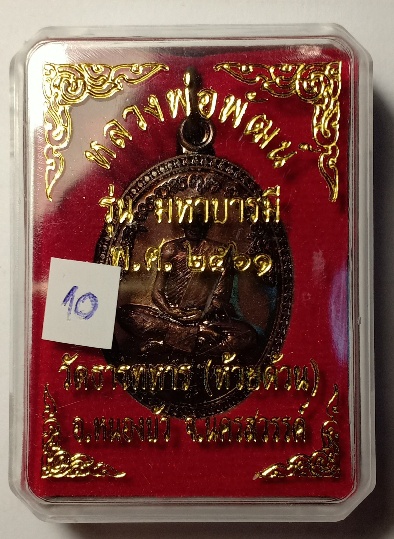 หลวงพ่อพัฒน์
รุ่น มหาบารมี
พ.ศ. ๒๕๖๑
10
วัดธารทหาร (ห้วยด้วน)
อ.หนองบัว จ.นครสวรรค์